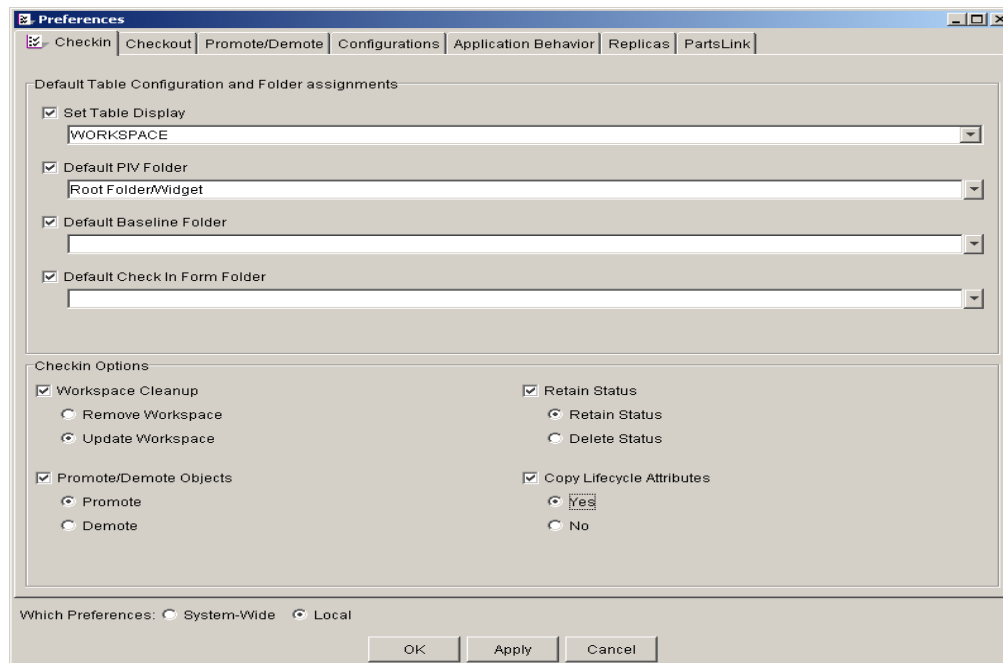 Preferences
Checkin Checkout Promote/Demote Configurations Application Behavior Replicas PartsLink
Default Table Configuration and Folder assignments
Set Table Display
WORKSPACE
Default PIV Folder
Root Folder/Widget
Default Baseline Folder
Default Check In Form Folder
Checkin Options
Workspace Cleanup
Remove Workspace
Update Workspace
Retain Status
Retain Status
Delete Status
Promote/Demote Objects
Promote
Demote
Copy Lifecycle Attributes
Yes
No
Which Preferences: System-Wide Local
OK Apply Cancel